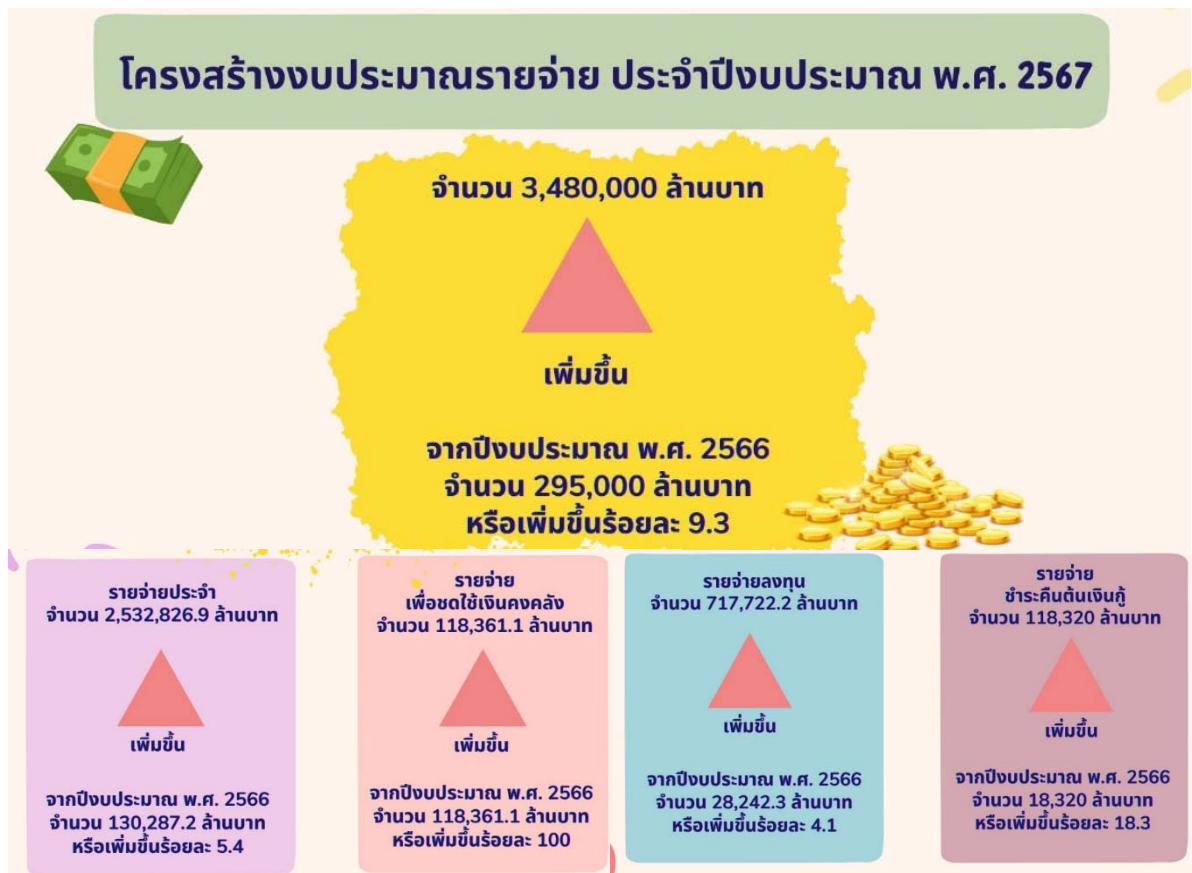 โครงสร้างงบประมาณรายจ่าย ประจำปีงบประมาณ พ.ศ. 2567
จำนวน 3,480,000 ล้านบาท
เพิ่มขึ้น
จากปีงบประมาณ พ.ศ. 2566
จำนวน 295,000 ล้านบาท
หรือเพิ่มขึ้นร้อยละ 9.3
รายจ่ายประจำ
จำนวน 2,532,826.9 ล้านบาท
เพิ่มขึ้น
จากปีงบประมาณ พ.ศ. 2566
จำนวน 130,287.2 ล้านบาท
หรือเพิ่มขึ้นร้อยละ 5.4
รายจ่าย
เพื่อชดใช้เงินคงคลัง
จำนวน 118,361.1 ล้านบาท
เพิ่มขึ้น
จากปีงบประมาณ พ.ศ. 2566
จำนวน 118,361.1 ล้านบาท
หรือเพิ่มขึ้นร้อยละ 100
รายจ่ายลงทุน
จำนวน 717,722.2 ล้านบาท
เพิ่มขึ้น
จากปีงบประมาณ พ.ศ. 2566
จำนวน 28,242.3 ล้านบาท
หรือเพิ่มขึ้นร้อยละ 4.1
รายจ่าย
ชำระคืนต้นเงินกู้
จำนวน 118,320 ล้านบาท
เพิ่มขึ้น
จากปีงบประมาณ พ.ศ. 2566
จำนวน 18,320 ล้านบาท
หรือเพิ่มขึ้นร้อยละ 18.3